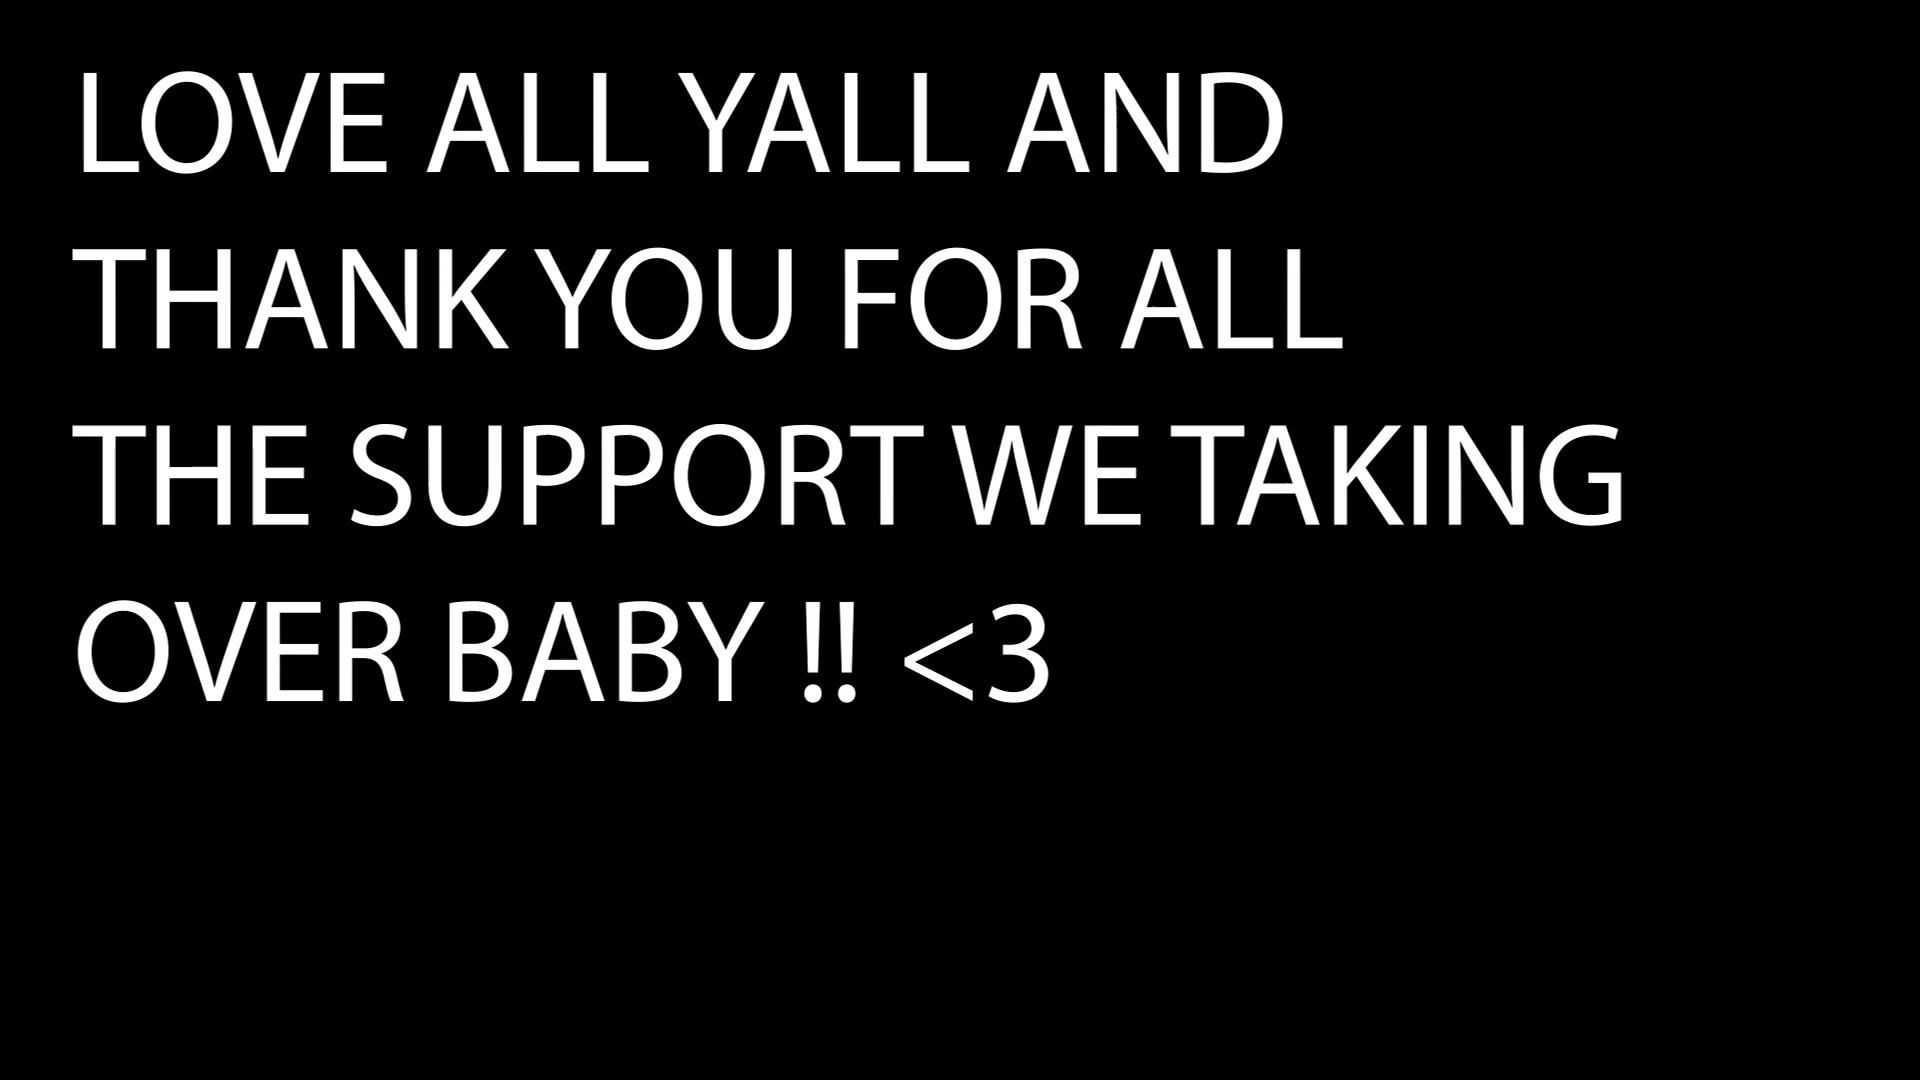 LOVE ALL YALL AND
THANK YOU FOR ALL
THE SUPPORT WE TAKING
OVER BABY !! <3